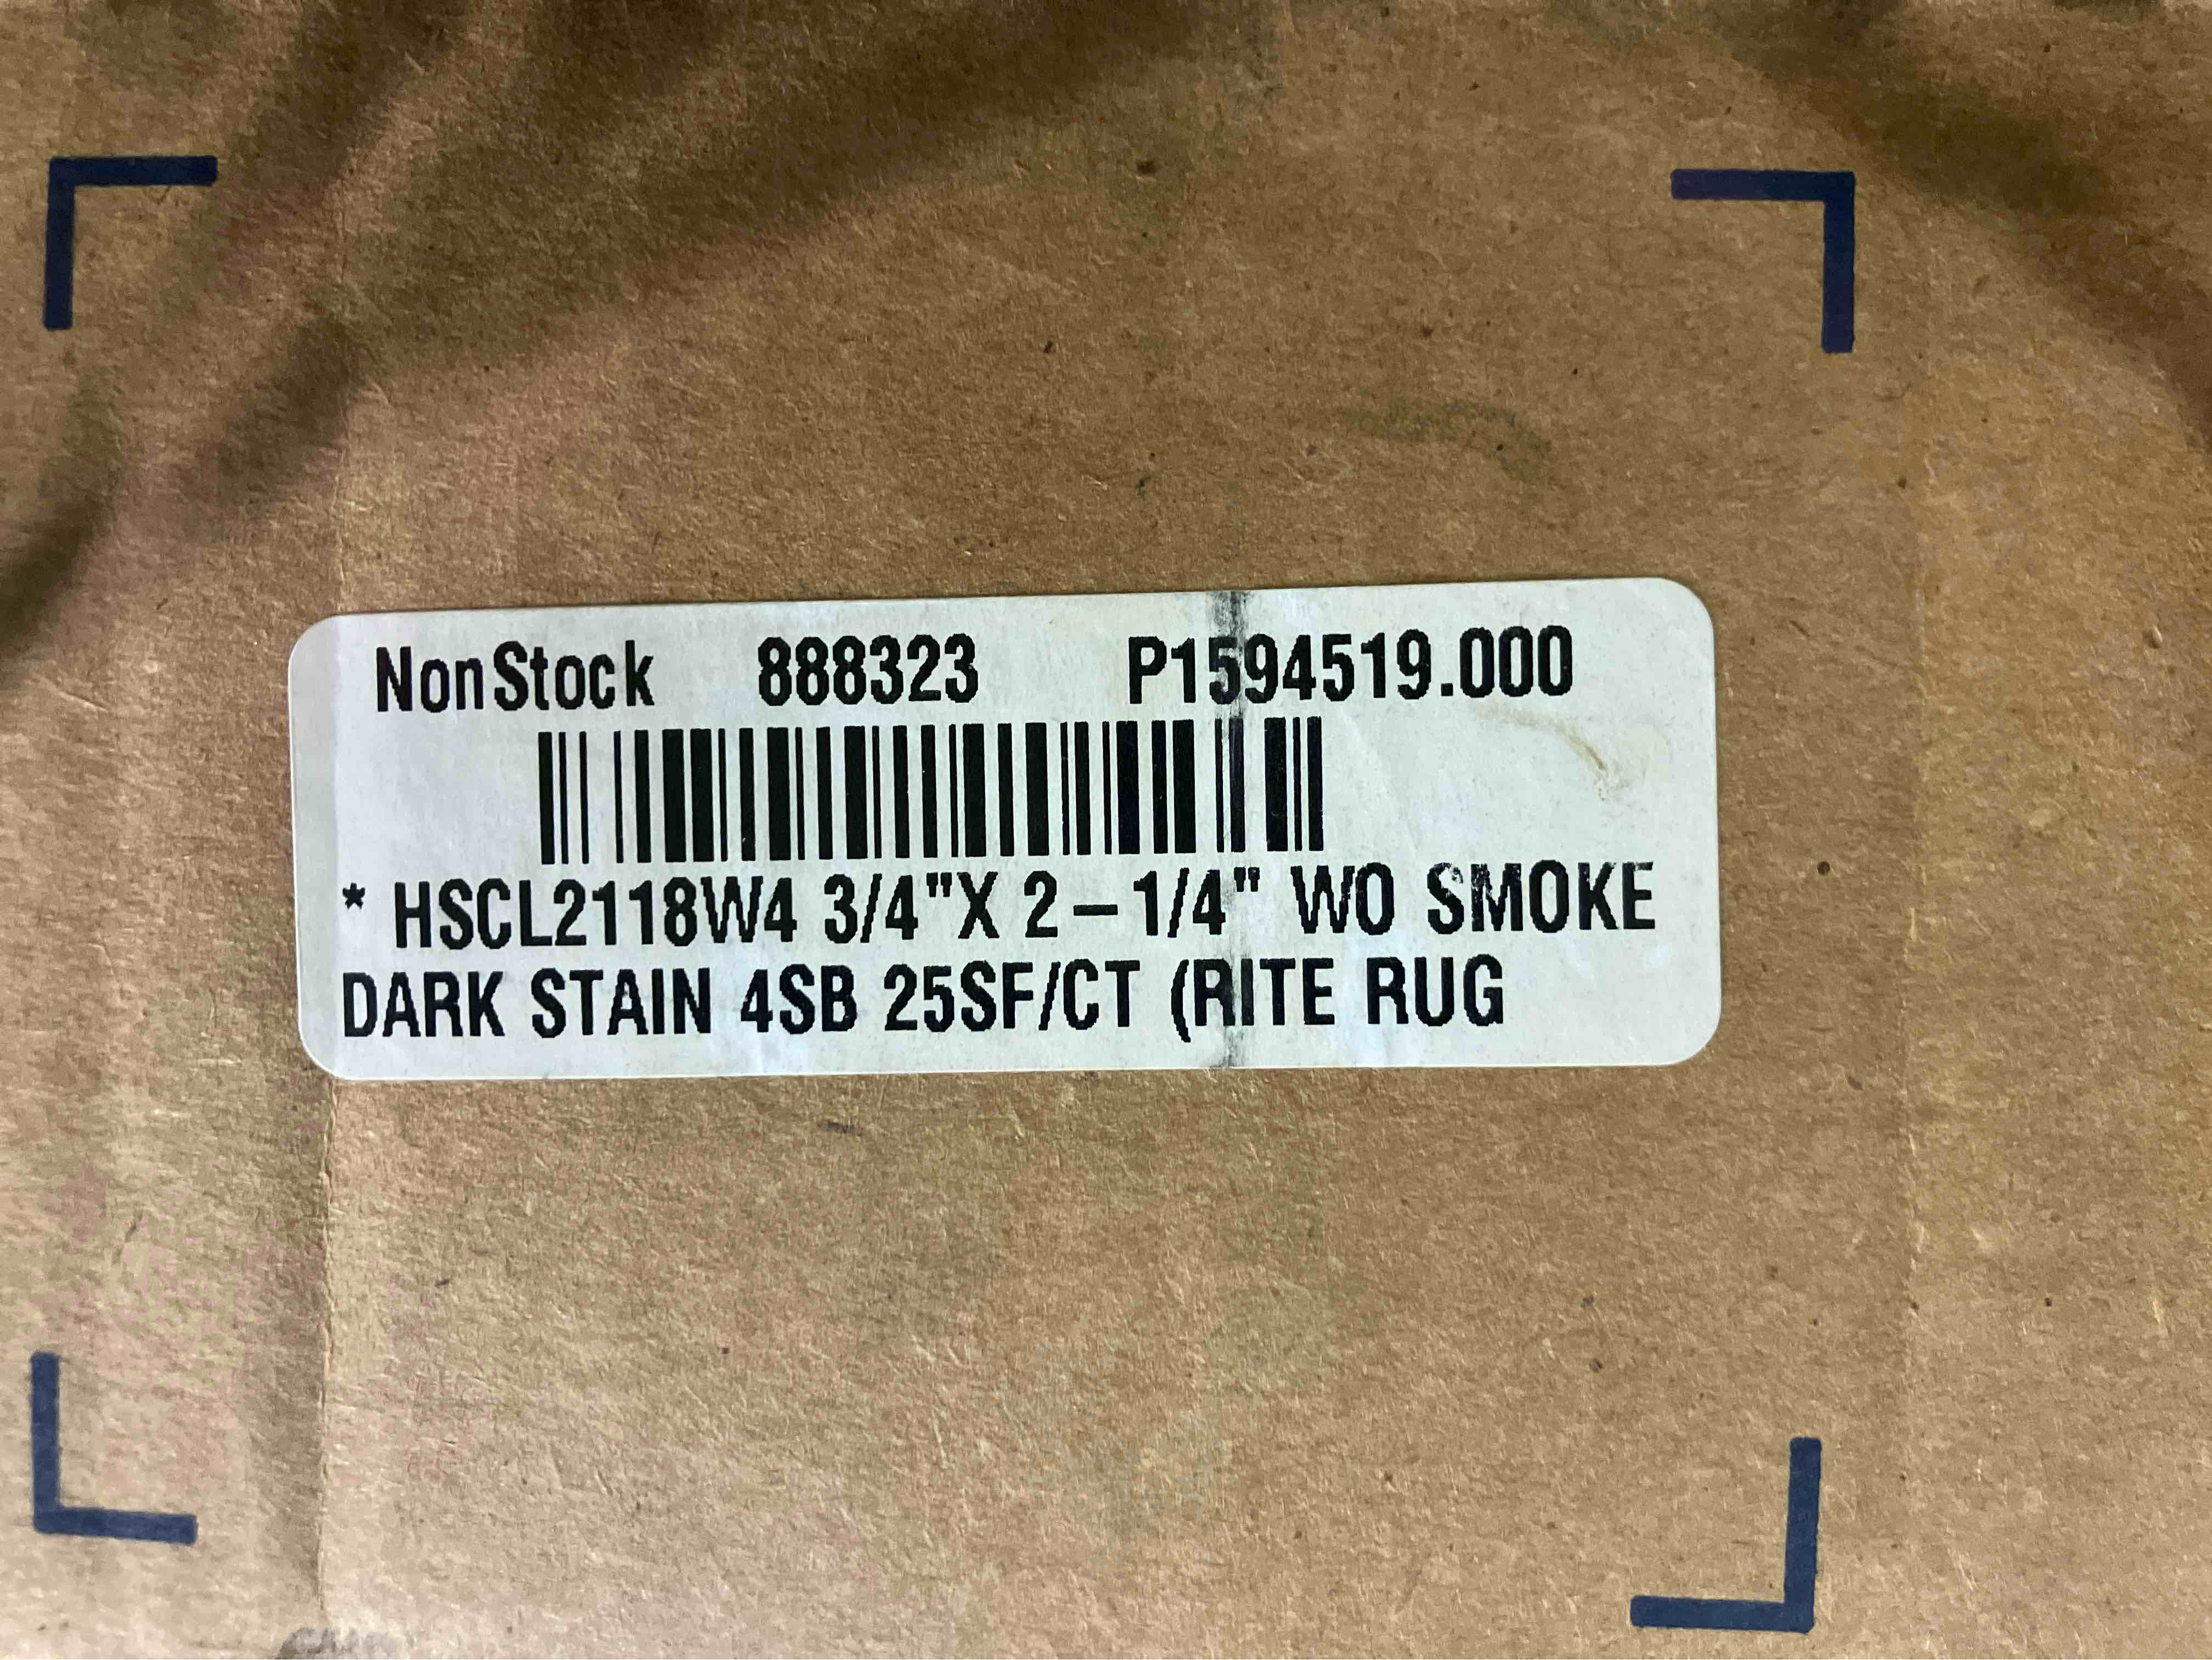 NonStock 888323 P1594519.000
* HSCL2118W4 3/4"X 2-1/4" WO SMOKE
DARK STAIN 4SB 25SF/CT (RITE RUG